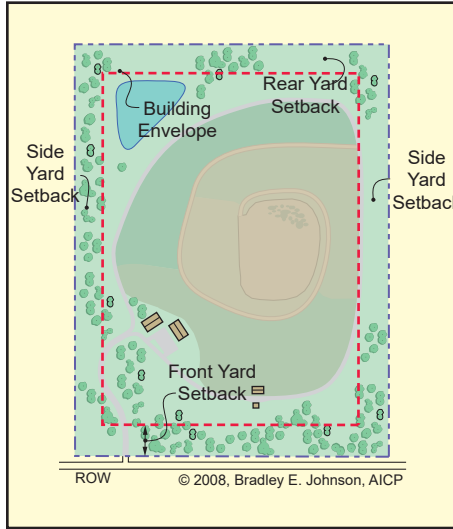 Rear Yard
Setback
Building
Envelope
Side
Yard
Setback
Side
Yard
Setback
Front Yard
Setback
ROW
© 2008, Bradley E. Johnson, AICP